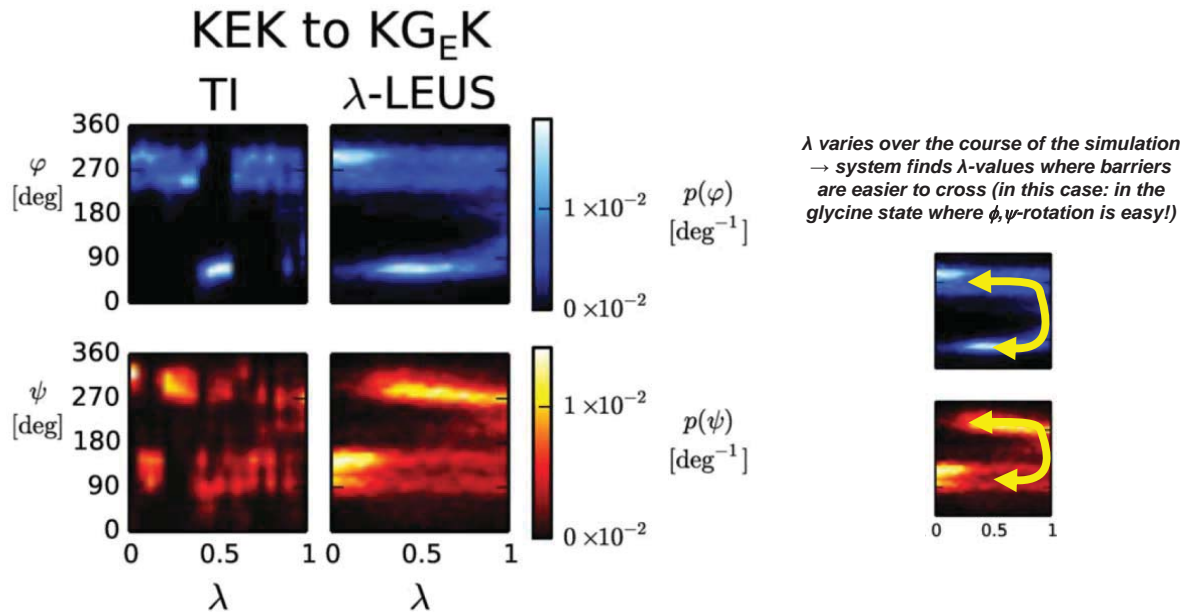 KEK to KG_EK
TI λ-LEUS
360
φ 270
[deg] 180
90
0
1 ×10⁻²
p(φ)
[deg⁻¹]
0 ×10⁻²
360
ψ 270
[deg] 180
90
0
1 ×10⁻²
p(ψ)
[deg⁻¹]
0 ×10⁻²
0 0.5 1 0 0.5 1
λ λ
λ varies over the course of the simulation
→ system finds λ-values where barriers
are easier to cross (in this case: in the
glycine state where ϕ,ψ-rotation is easy!)
0 0.5 1